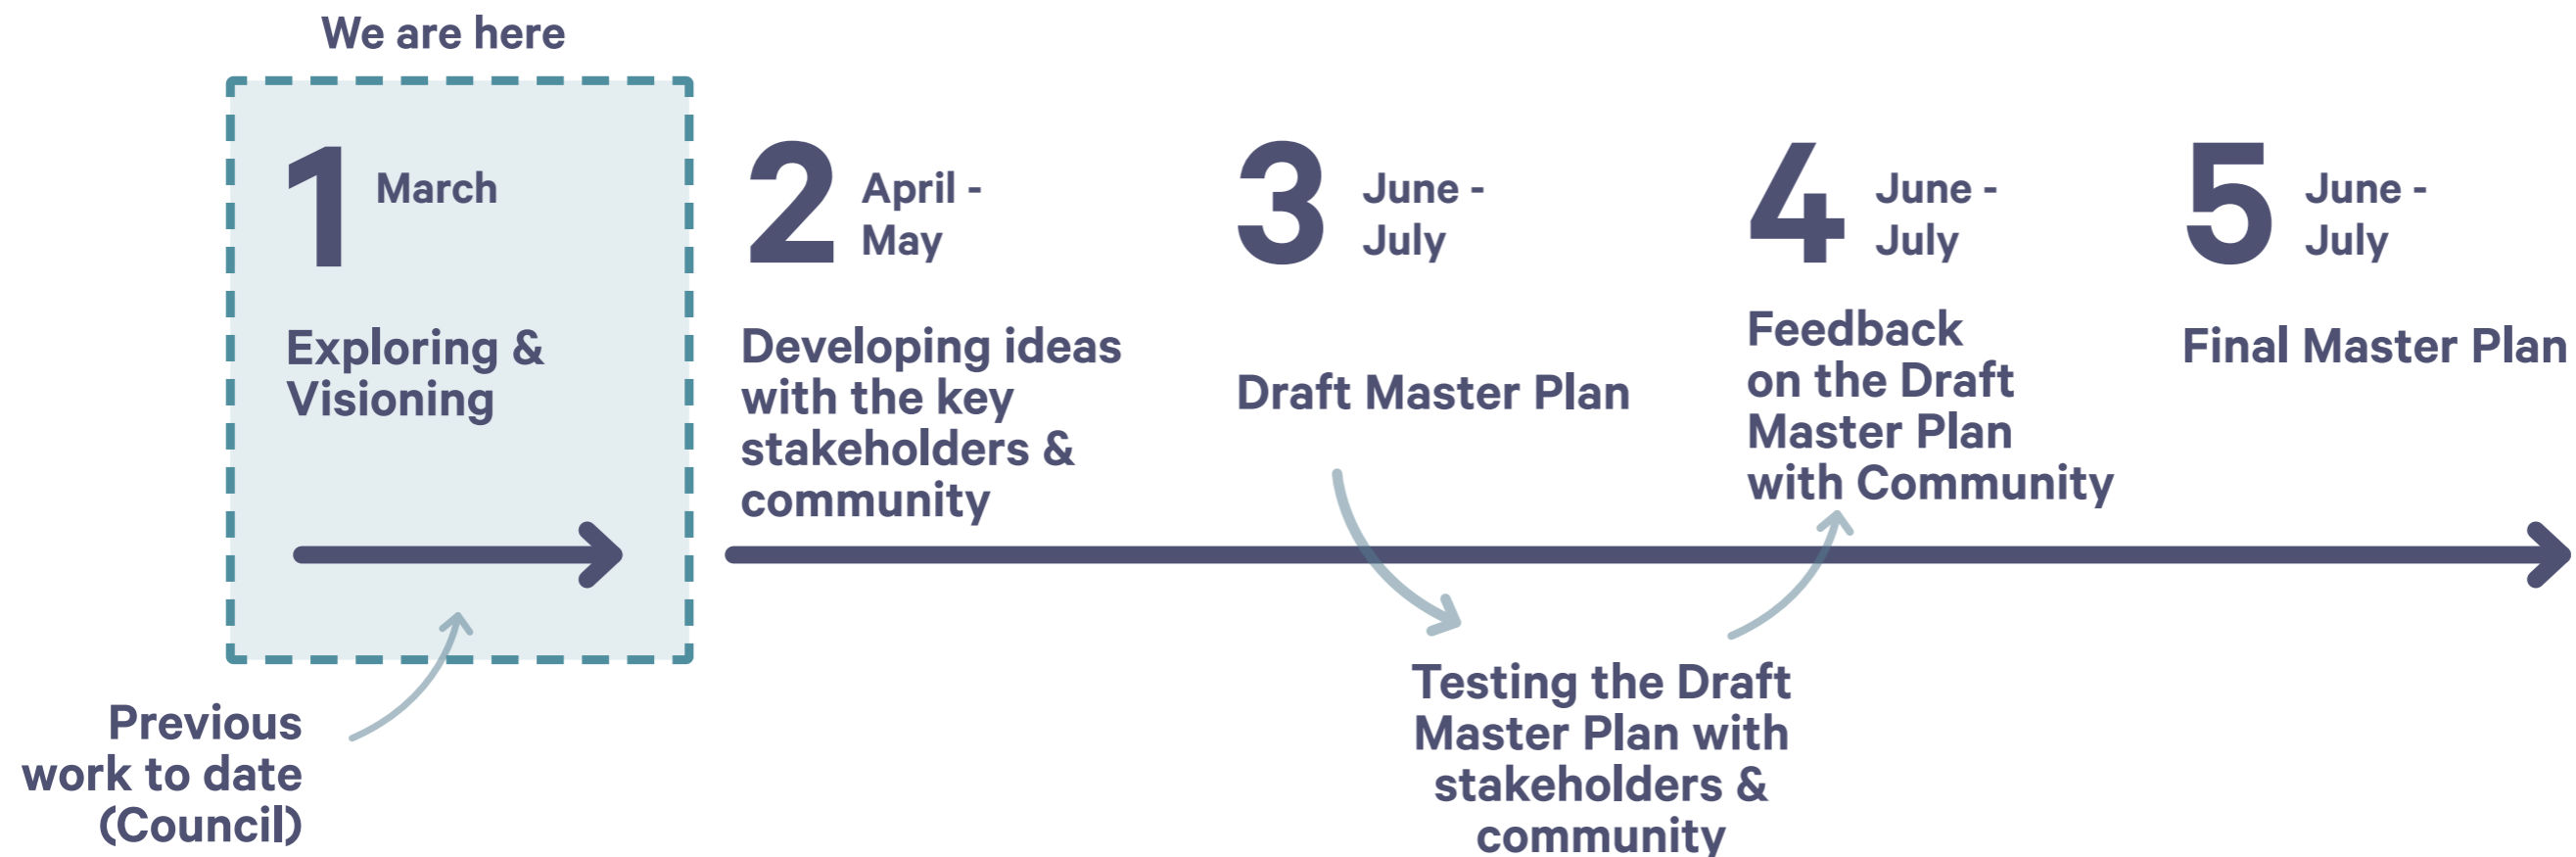 We are here
1 March
Exploring &
Visioning
Previous
work to date
(Council)
2 April -
May
Developing ideas
with the key
stakeholders &
community
3 June -
July
Draft Master Plan
Testing the Draft
Master Plan with
stakeholders &
community
4 June -
July
Feedback
on the Draft
Master Plan
with Community
5 June -
July
Final Master Plan